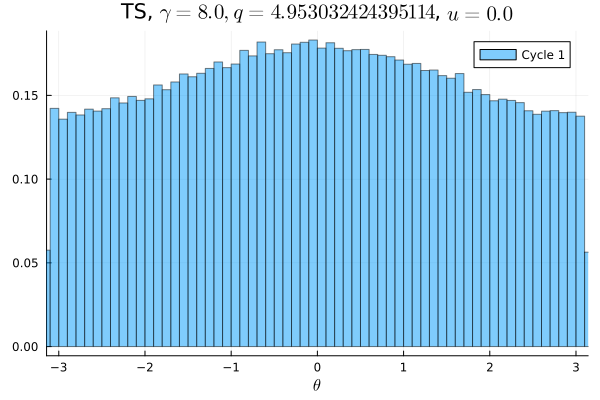 TS, γ = 8.0, q = 4.953032424395114, u = 0.0
Cycle 1
0.15
0.10
0.05
0.00
−3 −2 −1 0 1 2 3
θ